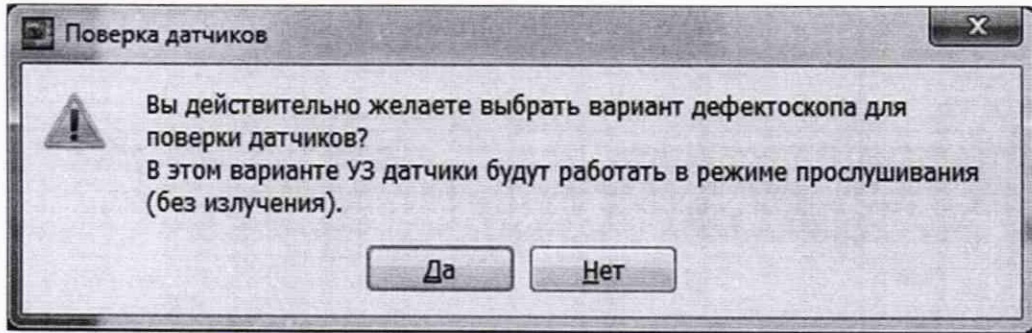 Поверка датчиков
Вы действительно желаете выбрать вариант дефектоскопа для
поверки датчиков?
В этом варианте УЗ датчики будут работать в режиме прослушивания
(без излучения).
Да
Нет